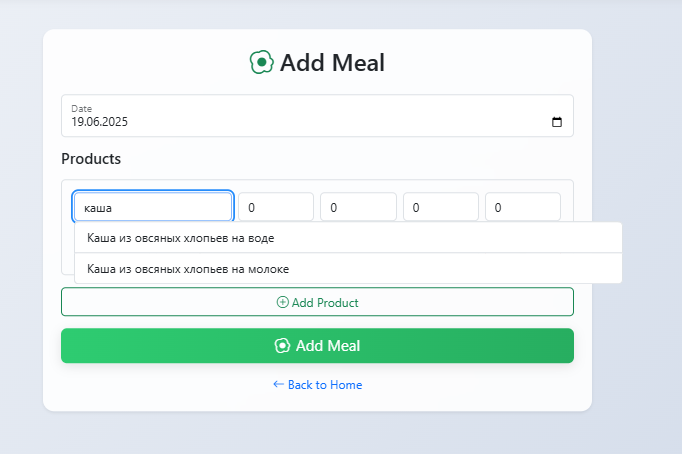 Add Meal
Date
19.06.2025
Products
каша 0 0 0 0
Каша из овсяных хлопьев на воде
Каша из овсяных хлопьев на молоке
Add Product
Add Meal
← Back to Home